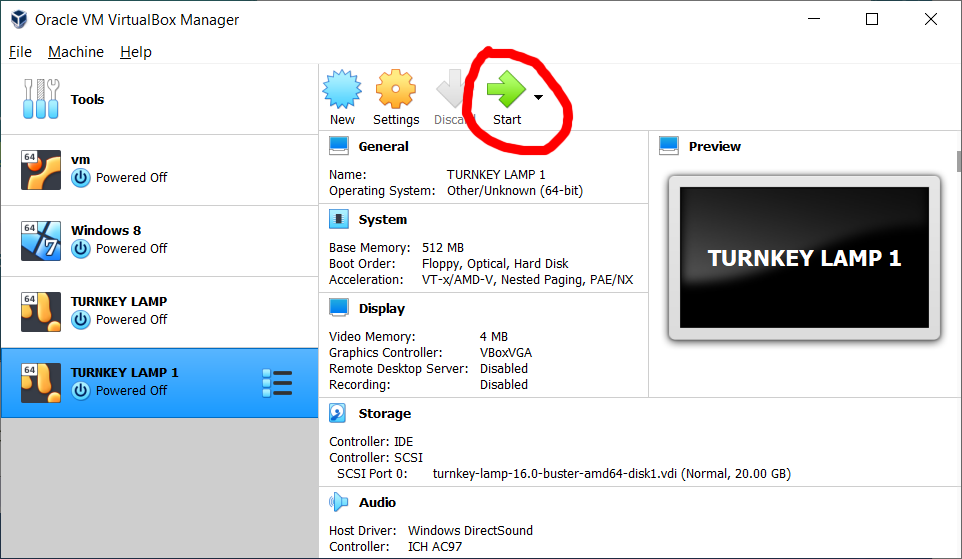 Oracle VM VirtualBox Manager
File Machine Help
Tools
64
vm
Powered Off
64
7
Windows 8
Powered Off
64
TURNKEY LAMP
Powered Off
64
TURNKEY LAMP 1
Powered Off
New Settings Discard Start
General
Name: TURNKEY LAMP 1
Operating System: Other/Unknown (64-bit)
System
Base Memory: 512 MB
Boot Order: Floppy, Optical, Hard Disk
Acceleration: VT-x/AMD-V, Nested Paging, PAE/NX
Display
Video Memory: 4 MB
Graphics Controller: VBoxVGA
Remote Desktop Server: Disabled
Recording: Disabled
Preview
TURNKEY LAMP 1
Storage
Controller: IDE
Controller: SCSI
SCSI Port 0: turnkey-lamp-16.0-buster-amd64-disk1.vdi (Normal, 20.00 GB)
Audio
Host Driver: Windows DirectSound
Controller: ICH AC97